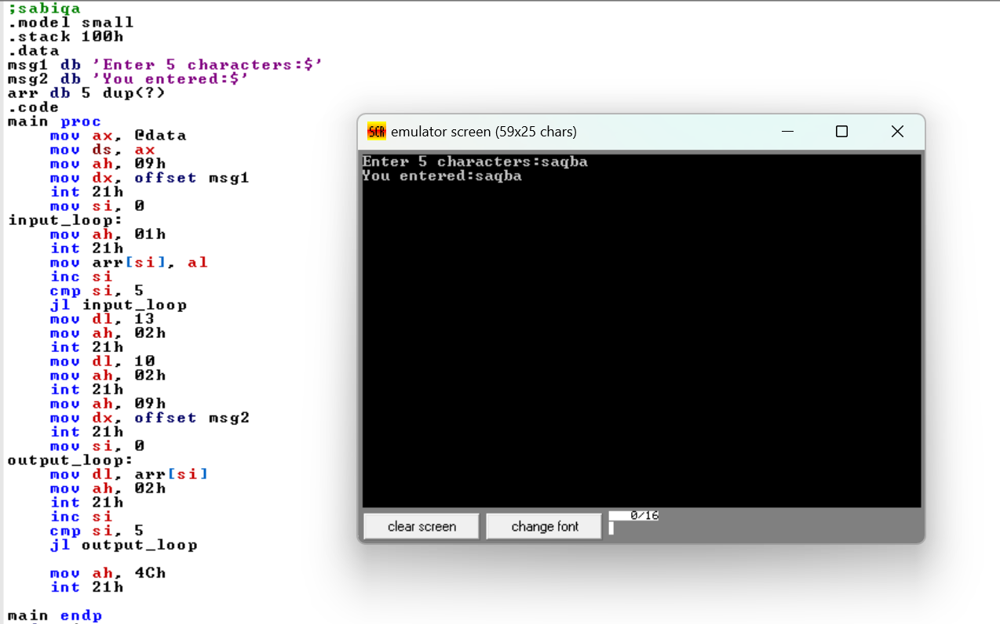 ;sabiqa
.model small
.stack 100h
.data
msg1 db 'Enter 5 characters:$'
msg2 db 'You entered:$'
arr db 5 dup(?)
.code
main proc
mov ax, @data
mov ds, ax
mov ah, 09h
mov dx, offset msg1
int 21h
mov si, 0
input_loop:
mov ah, 01h
int 21h
mov arr[si], al
inc si
cmp si, 5
jl input_loop
mov dl, 13
mov ah, 02h
int 21h
mov dl, 10
mov ah, 02h
int 21h
mov ah, 09h
mov dx, offset msg2
int 21h
mov si, 0
output_loop:
mov dl, arr[si]
mov ah, 02h
int 21h
inc si
cmp si, 5
jl output_loop
mov ah, 4Ch
int 21h
main endp
SCR emulator screen (59x25 chars)
Enter 5 characters:saqba
You entered:saqba
clear screen
change font
0/16